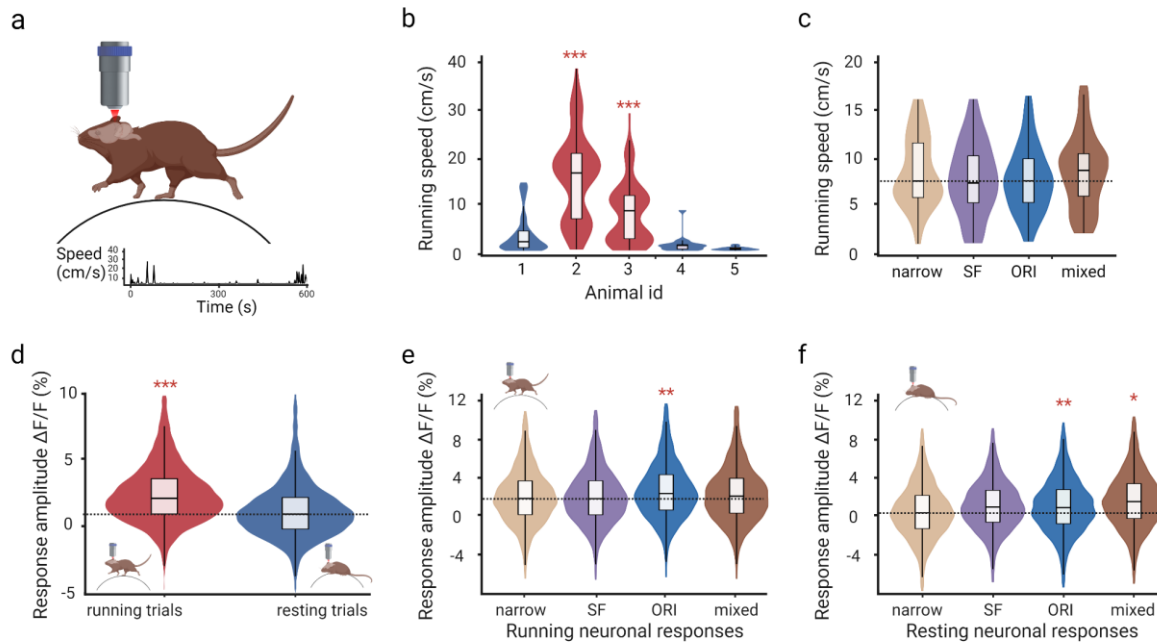 a
Speed
(cm/s)
40
30
20
10
0
300
600
Time (s)
b
Running speed (cm/s)
40
30
20
10
0
***
***
1 2 3 4 5
Animal id
c
Running speed (cm/s)
20
15
10
5
0
narrow SF ORI mixed
d
Response amplitude ΔF/F (%)
10
5
0
-5
***
running trials resting trials
e
Response amplitude ΔF/F (%)
12
8
4
0
-4
**
narrow SF ORI mixed
Running neuronal responses
f
Response amplitude ΔF/F (%)
12
8
4
0
-4
** *
narrow SF ORI mixed
Resting neuronal responses